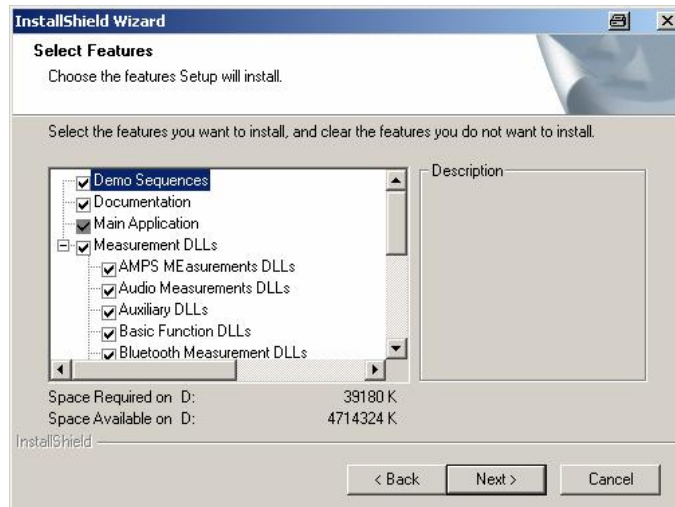 InstallShield Wizard
Select Features
Choose the features Setup will install.
Select the features you want to install, and clear the features you do not want to install.
Demo Sequences
Documentation
Main Application
Measurement DLLs
AMPS MEasurements DLLs
Audio Measurements DLLs
Auxiliary DLLs
Basic Function DLLs
Bluetooth Measurement DLLs
Description
Space Required on D: 39180 K
Space Available on D: 4714324 K
InstallShield
< Back Next > Cancel